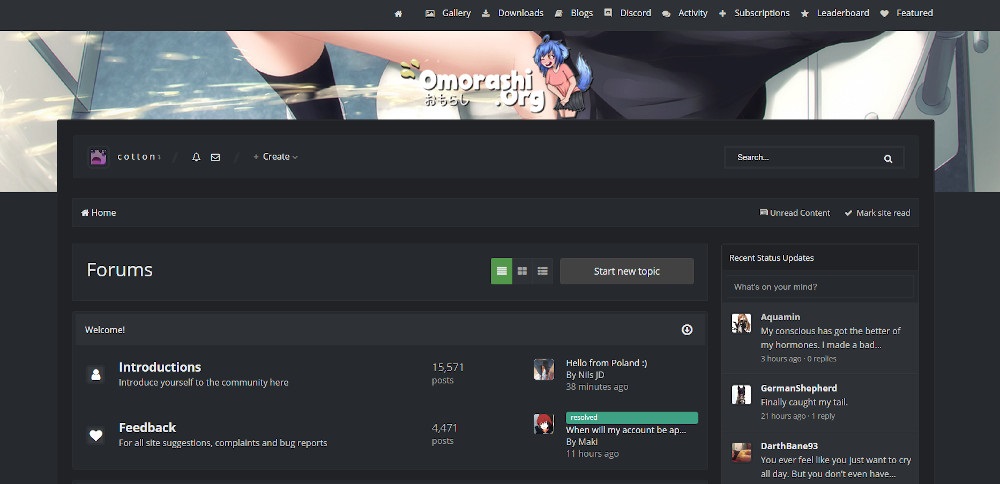 Gallery Downloads Blogs Discord Activity Subscriptions Leaderboard Featured
Omorashi
おもらし .Org
Create
Search...
Home
Unread Content Mark site read
Forums
Start new topic
Recent Status Updates
What's on your mind?
Welcome!
Introductions
Introduce yourself to the community here
15,571
posts
Hello from Poland :)
By Nils JD
38 minutes ago
Feedback
For all site suggestions, complaints and bug reports
4,471
posts
resolved
When will my account be ap...
By Maki
11 hours ago
Aquamin
My conscious has got the better of
my hormones. I made a bad...
3 hours ago · 0 replies
GermanShepherd
Finally caught my tail.
21 hours ago · 1 reply
DarthBane93
You ever feel like you just want to cry
all day. But you don't even have...